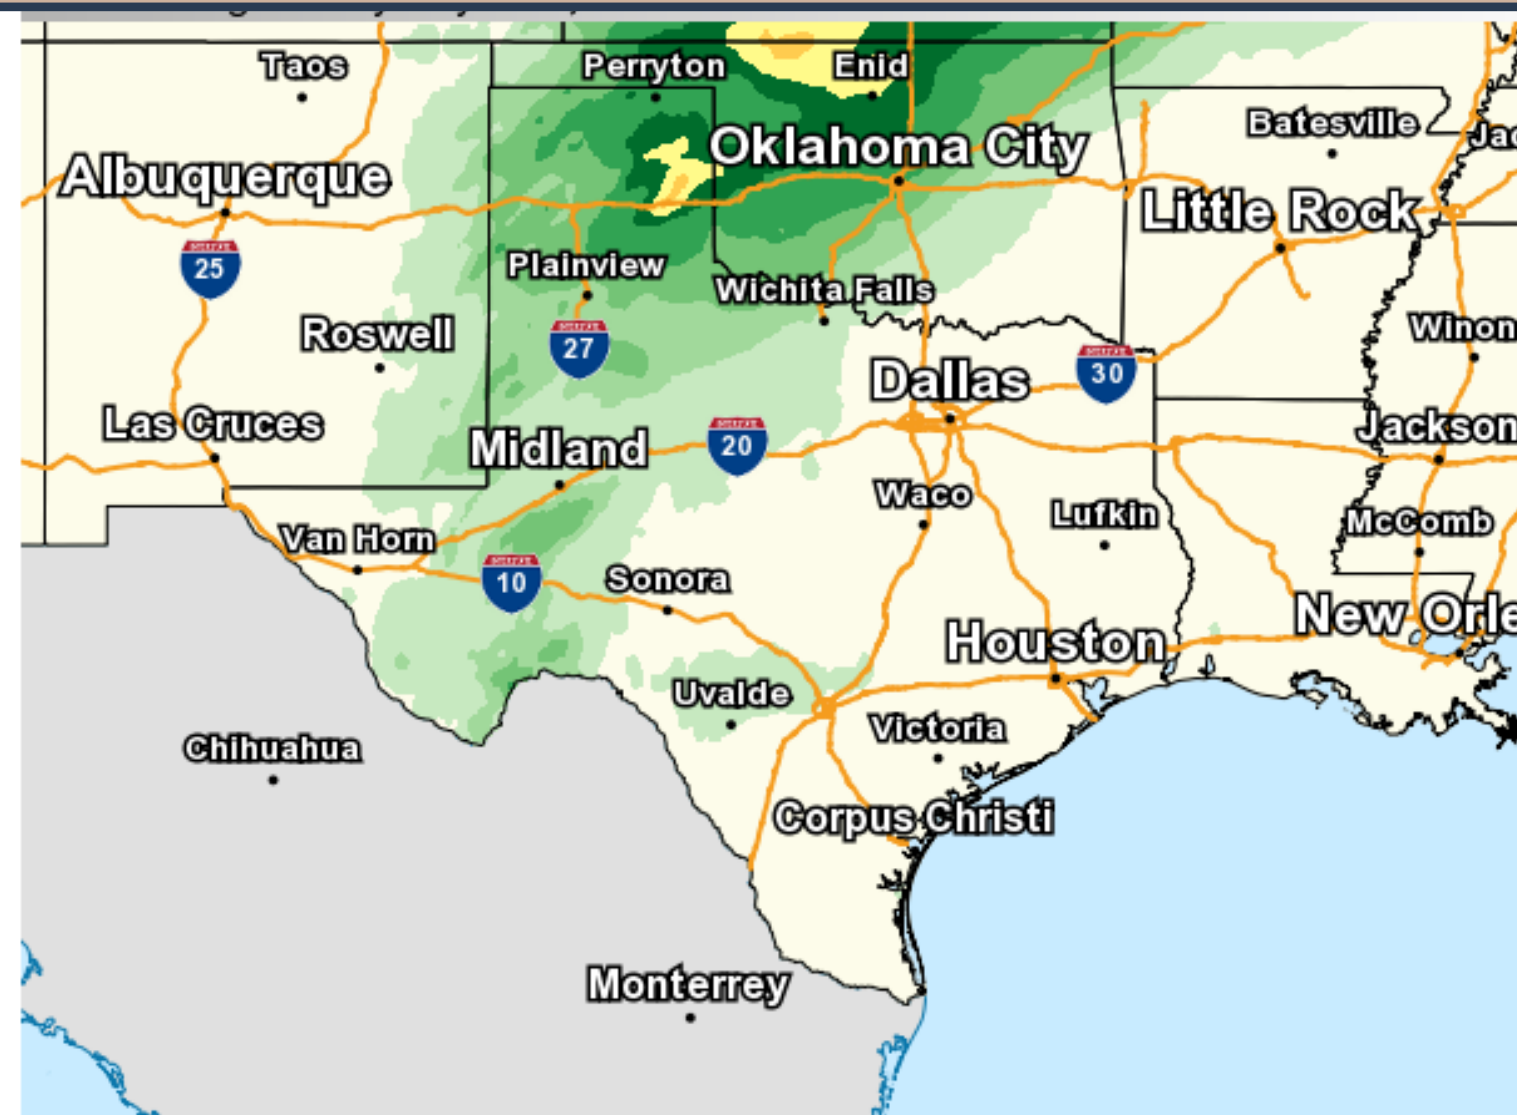 Taos
Perryton
Enid
Batesville
Oklahoma City
Albuquerque
Little Rock
25
Plainview
Wichita Falls
Roswell
27
Winon
Dallas
30
Las Cruces
Midland
20
Jackson
Waco
Lufkin
McComb
Van Horn
10
Sonora
New Orle
Houston
Uvalde
Victoria
Chihuahua
Corpus Christi
Monterrey